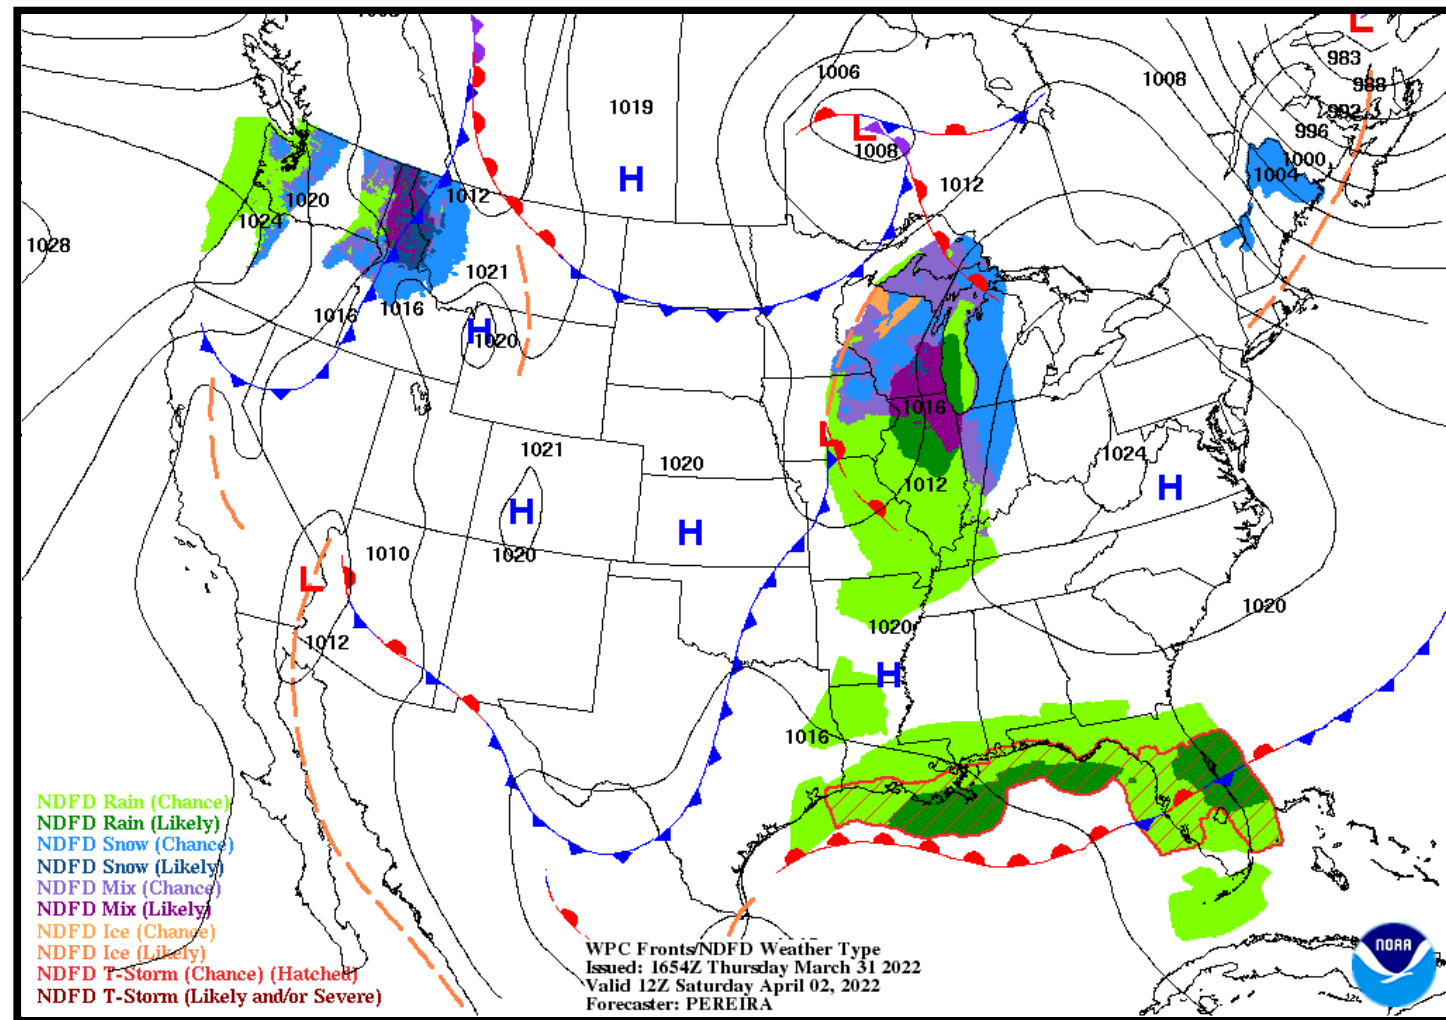 1006
983
1008
988
1019
992
996
1008
1000
1004
H
L
L
1012
1012
1020
1024
1028
1021
1016
1016
H
1020
1016
L
1021
1020
1024
H
H
H
1012
1010
1020
L
1020
1012
1020
H
1016
NDFD Rain (Chance)
NDFD Rain (Likely)
NDFD Snow (Chance)
NDFD Snow (Likely)
NDFD Mix (Chance)
NDFD Mix (Likely)
NDFD Ice (Chance)
NDFD Ice (Likely)
NDFD T-Storm (Chance) (Hatched)
NDFD T-Storm (Likely and/or Severe)
WPC Fronts/NDFD Weather Type
Issued: 1654Z Thursday March 31 2022
Valid 12Z Saturday April 02, 2022
Forecaster: PEREIRA
NOAA